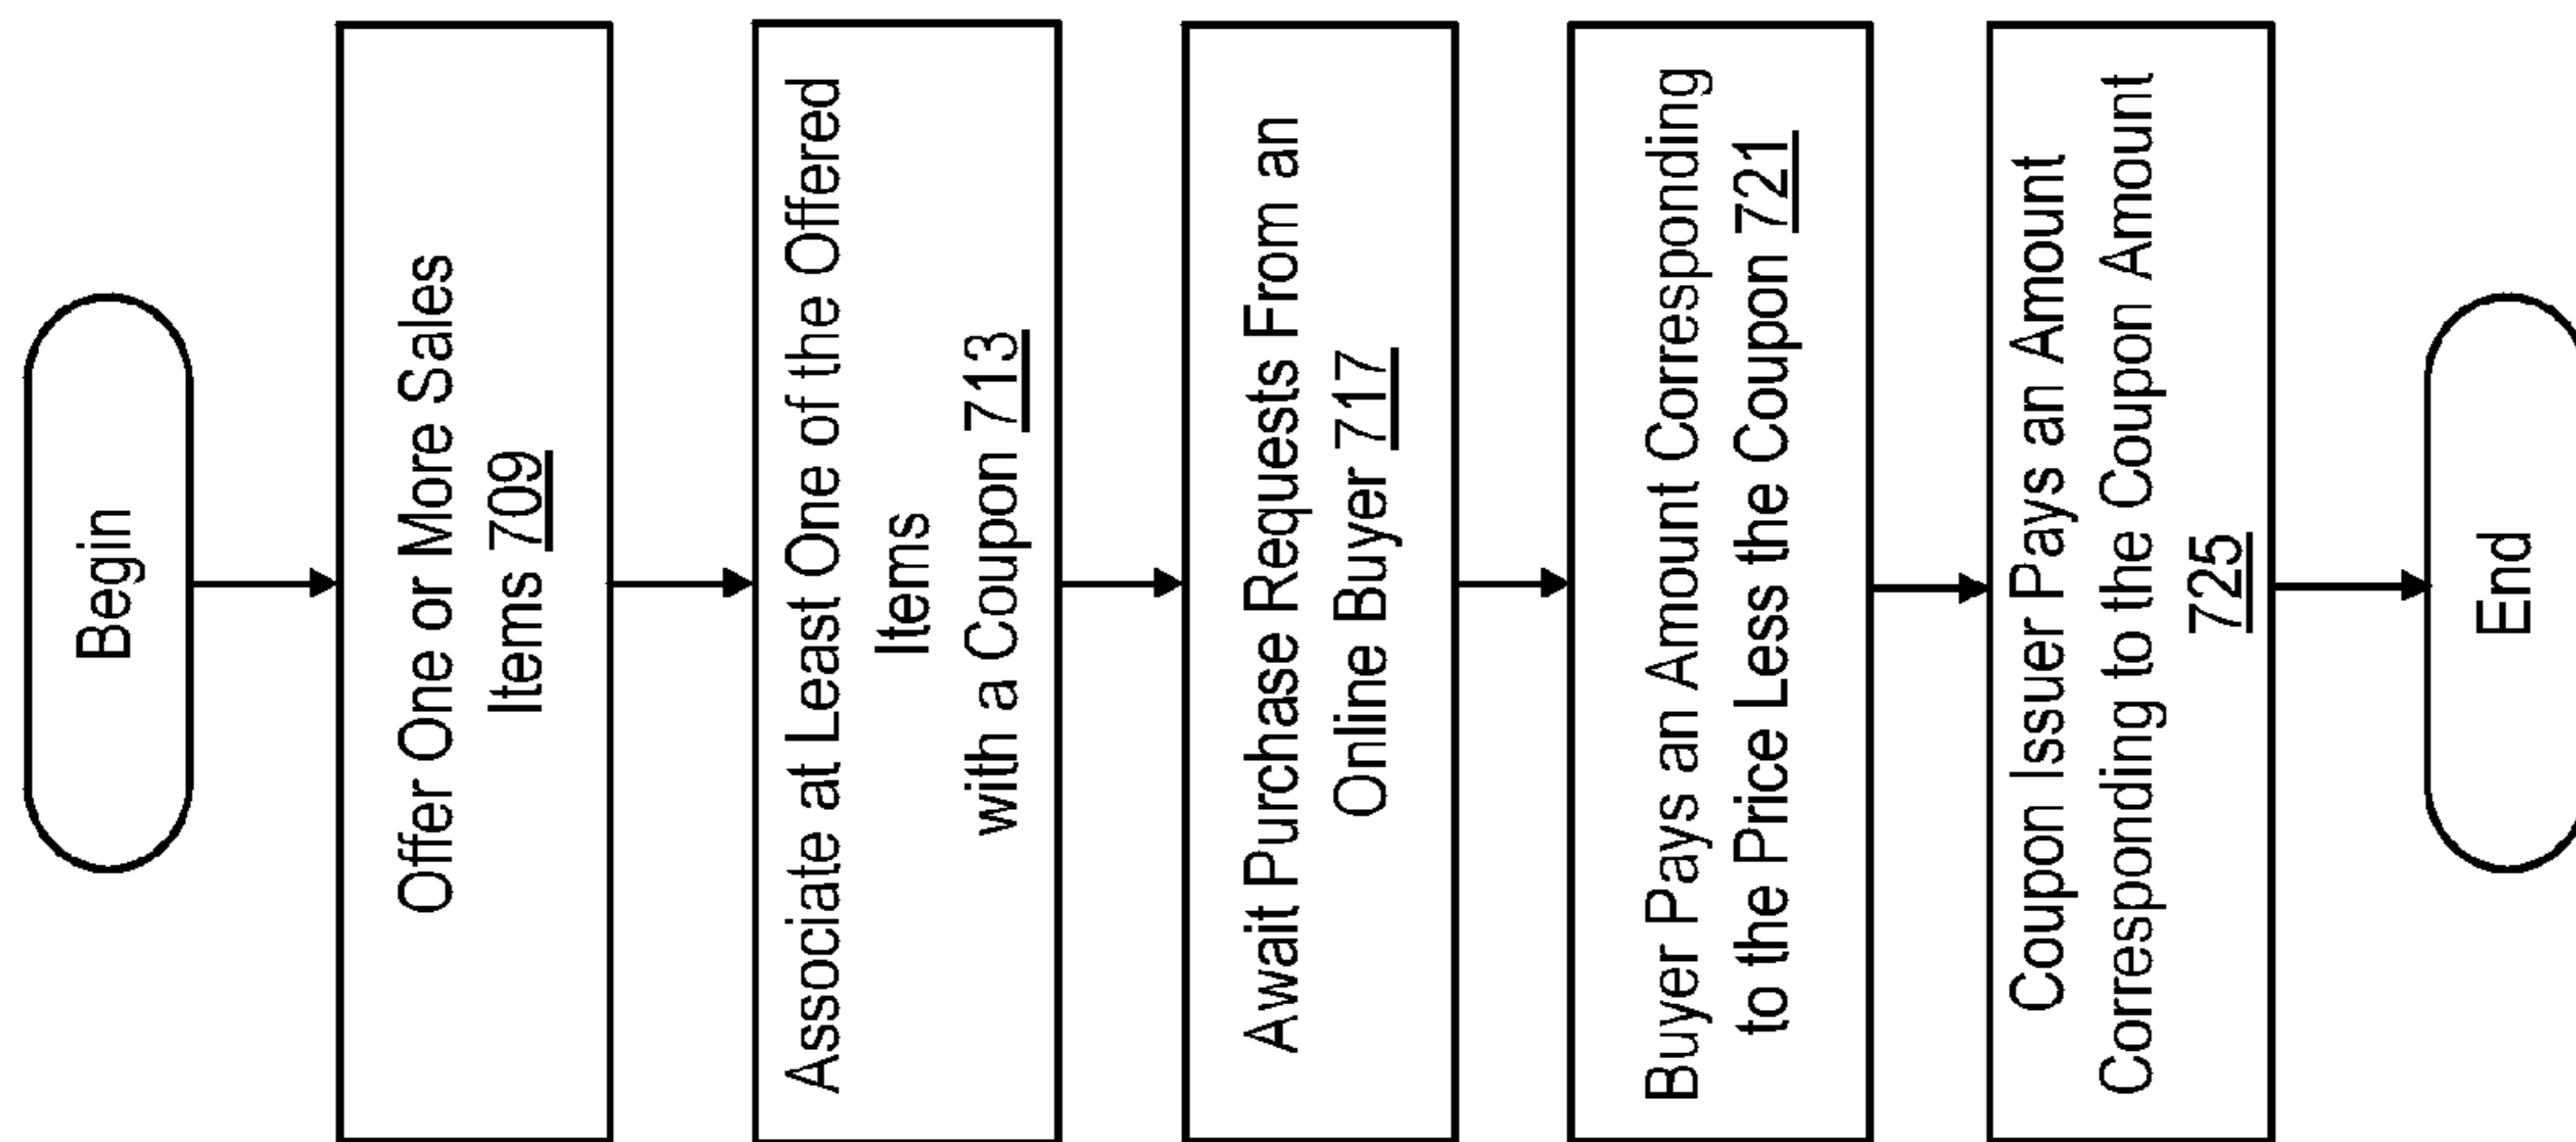 Begin
Offer One or More Sales
Items 709
Associate at Least One of the Offered
Items
with a Coupon 713
Await Purchase Requests From an
Online Buyer 717
Buyer Pays an Amount Corresponding
to the Price Less the Coupon 721
Coupon Issuer Pays an Amount
Corresponding to the Coupon Amount
725
End